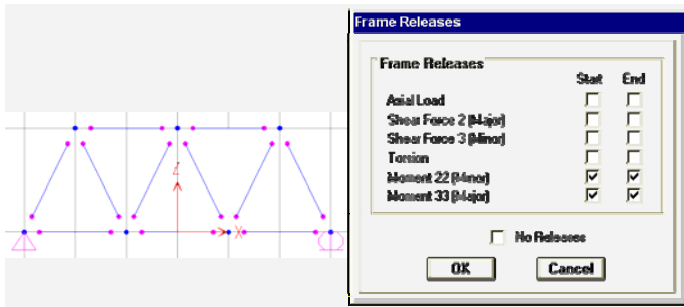 Frame Releases
Frame Releases
Start End
Axial Load
Shear Force 2 (Major)
Shear Force 3 (Minor)
Torsion
Moment 22 (Minor)
Moment 33 (Major)
No Releases
OK Cancel
Z
X